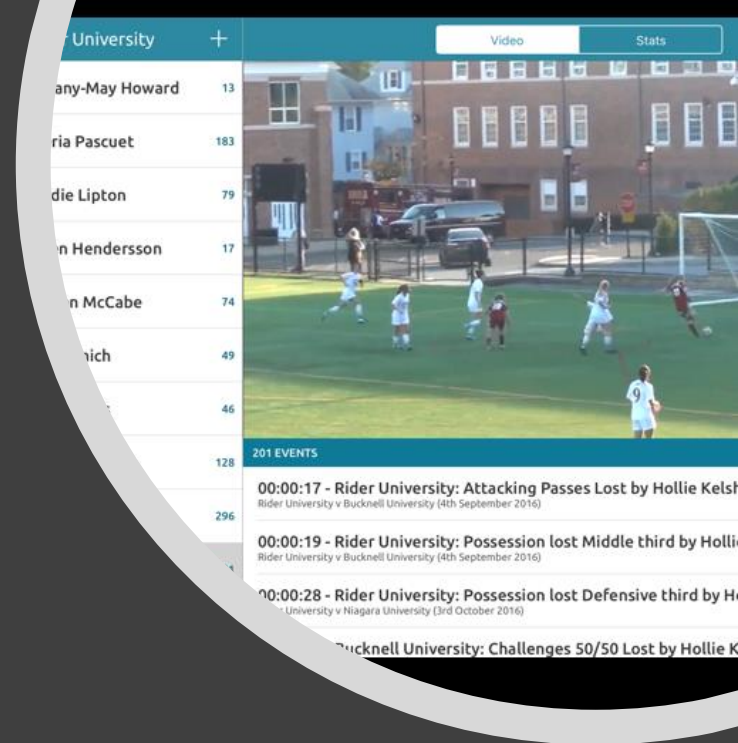 University +
Video Stats
any-May Howard 13
ria Pascuet 183
die Lipton 79
n Hendersson 17
n McCabe 74
nich 49
46
128
296
9
201 EVENTS
00:00:17 - Rider University: Attacking Passes Lost by Hollie Kelsh
Rider University v Bucknell University (4th September 2016)
00:00:19 - Rider University: Possession lost Middle third by Holli
Rider University v Bucknell University (4th September 2016)
00:00:28 - Rider University: Possession lost Defensive third by H
University v Niagara University (3rd October 2016)
Bucknell University: Challenges 50/50 Lost by Hollie K